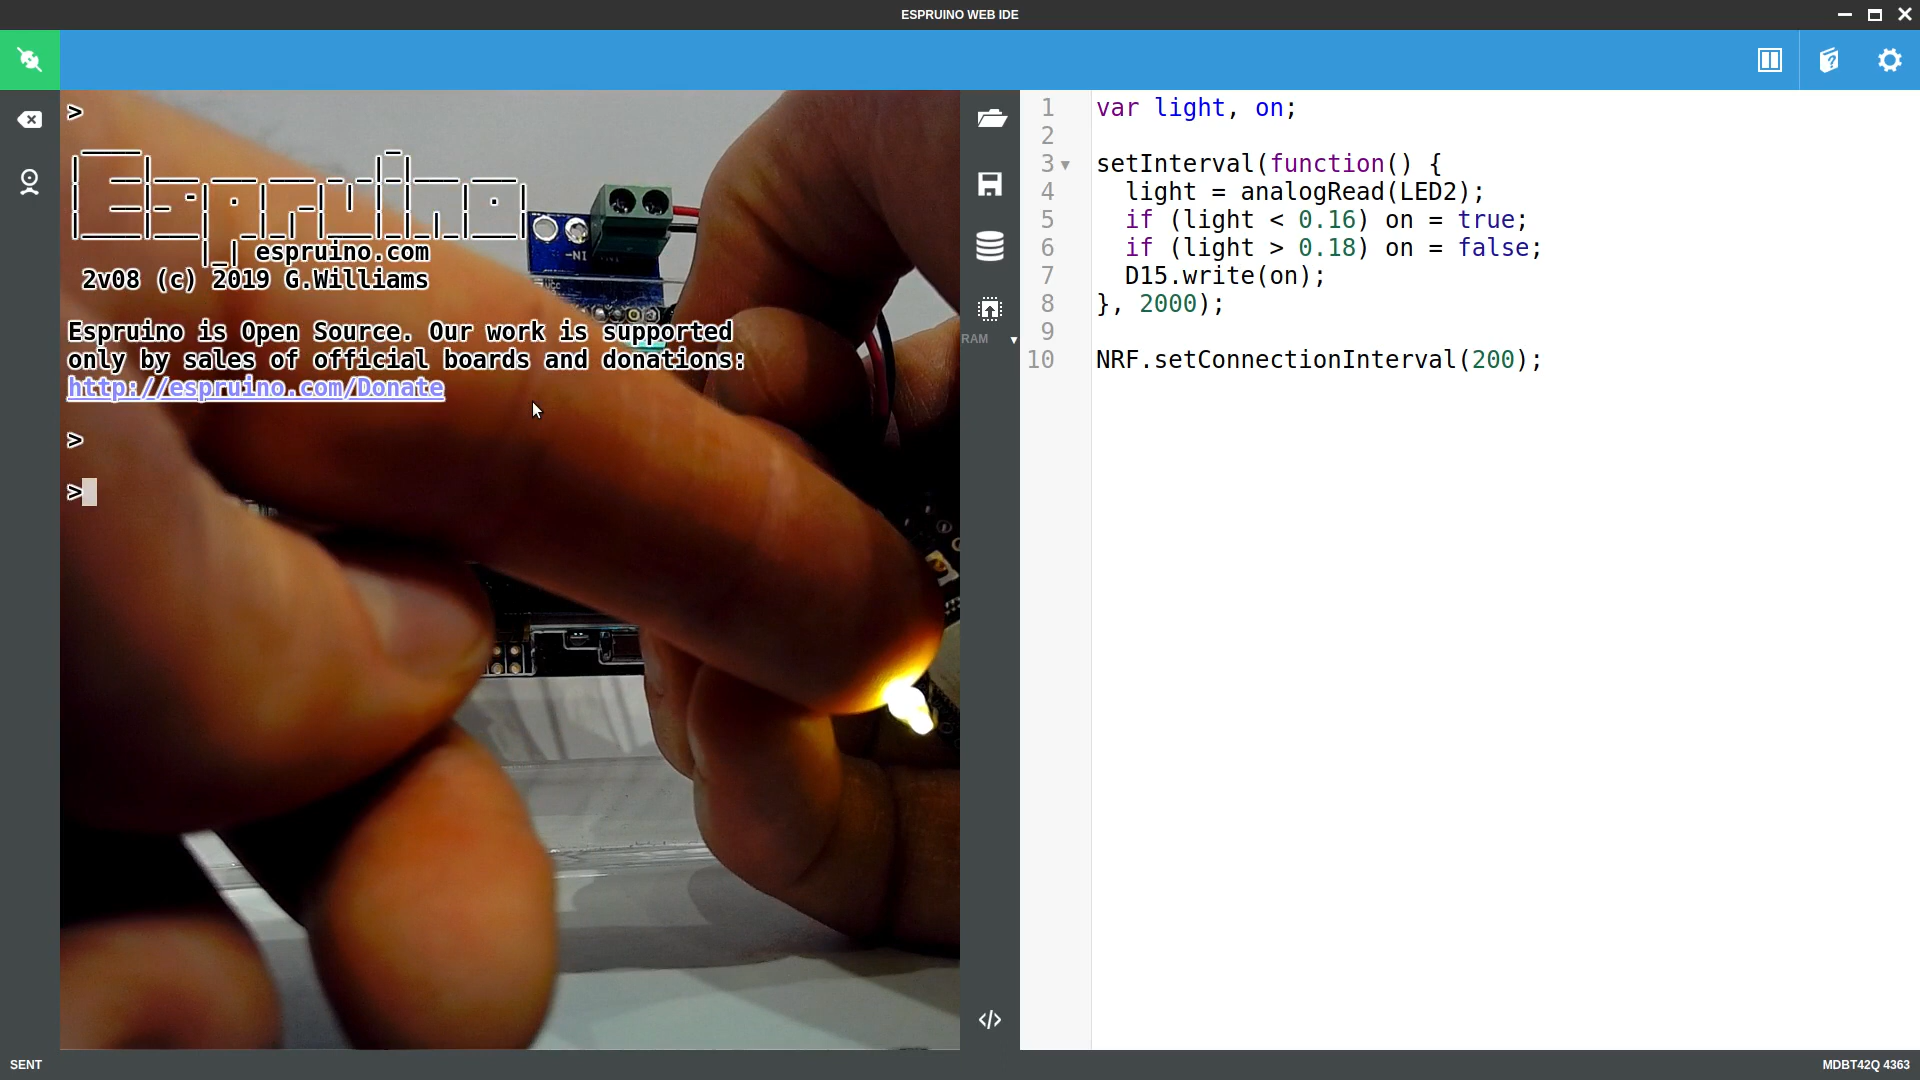 ESPRUINO WEB IDE
>
Espruino
espruino.com
2v08 (c) 2019 G.Williams
Espruino is Open Source. Our work is supported
only by sales of official boards and donations:
http://espruino.com/Donate
>
>
-NI
VCC
RAM
1 var light, on;
2
3 setInterval(function() {
4 light = analogRead(LED2);
5 if (light < 0.16) on = true;
6 if (light > 0.18) on = false;
7 D15.write(on);
8 }, 2000);
9
10 NRF.setConnectionInterval(200);
SENT
MDBT42Q 4363